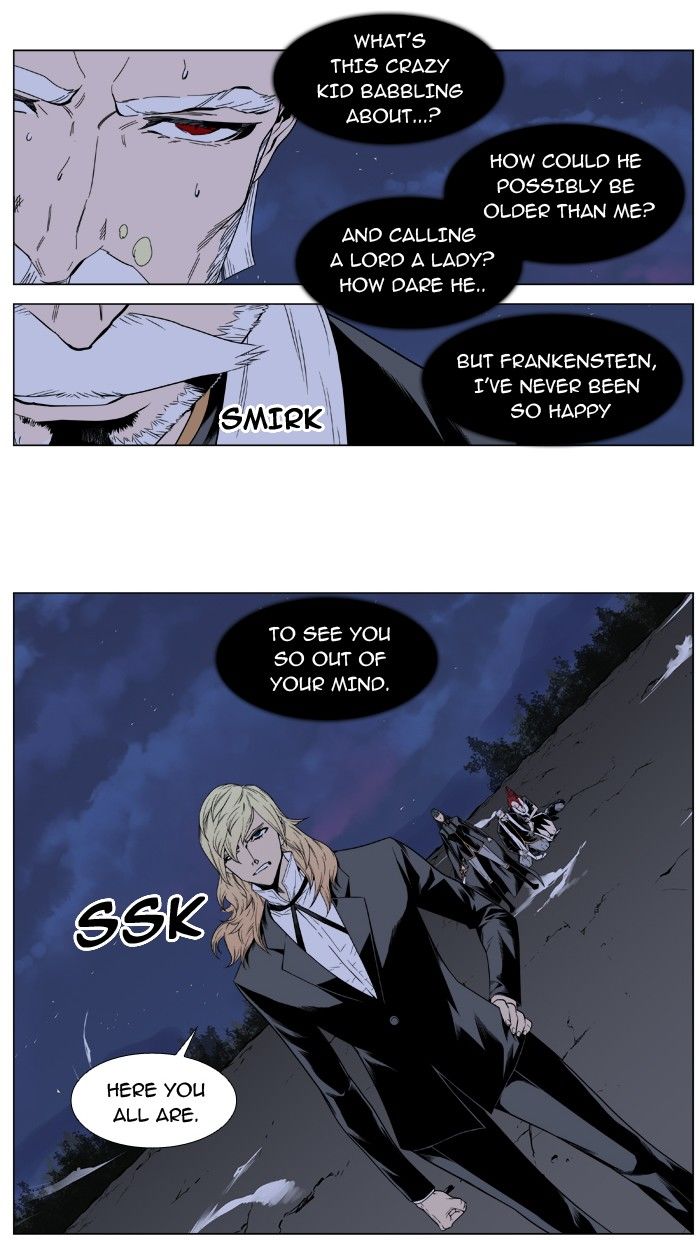 WHAT'S
THIS CRAZY
KID BABBLING
ABOUT...?
HOW COULD HE
POSSIBLY BE
OLDER THAN ME?
AND CALLING
A LORD A LADY?
HOW DARE HE..
BUT FRANKENSTEIN,
I'VE NEVER BEEN
SO HAPPY
SMIRK
TO SEE YOU
SO OUT OF
YOUR MIND.
SSK
HERE YOU
ALL ARE.